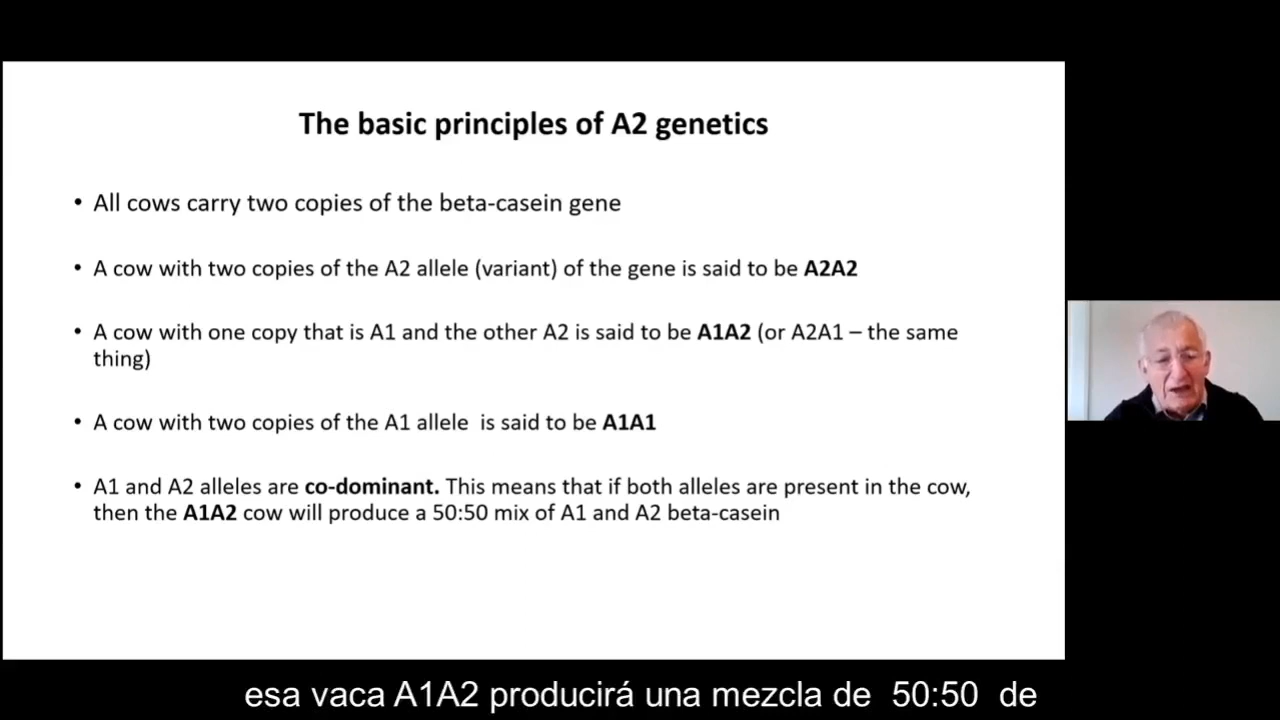 The basic principles of A2 genetics
• All cows carry two copies of the beta-casein gene
• A cow with two copies of the A2 allele (variant) of the gene is said to be A2A2
• A cow with one copy that is A1 and the other A2 is said to be A1A2 (or A2A1 – the same
thing)
• A cow with two copies of the A1 allele  is said to be A1A1
• A1 and A2 alleles are co-dominant. This means that if both alleles are present in the cow,
then the A1A2 cow will produce a 50:50 mix of A1 and A2 beta-casein
esa vaca A1A2 producirá una mezcla de  50:50  de